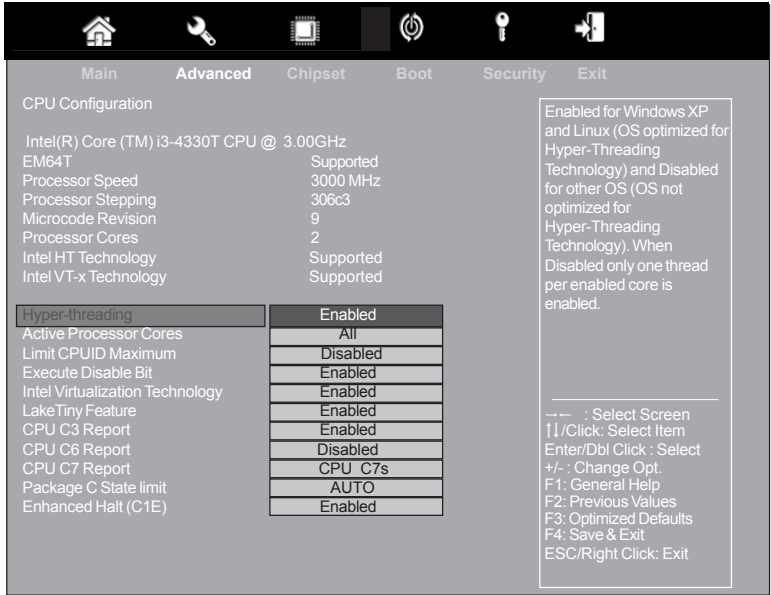 Main Advanced Chipset Boot Security Exit
CPU Configuration
Intel(R) Core (TM) i3-4330T CPU @ 3.00GHz
EM64T Supported
Processor Speed 3000 MHz
Processor Stepping 306c3
Microcode Revision 9
Processor Cores 2
Intel HT Technology Supported
Intel VT-x Technology Supported
Hyper-threading Enabled
Active Processor Cores All
Limit CPUID Maximum Disabled
Execute Disable Bit Enabled
Intel Virtualization Technology Enabled
LakeTiny Feature Enabled
CPU C3 Report Enabled
CPU C6 Report Disabled
CPU C7 Report CPU C7s
Package C State limit AUTO
Enhanced Halt (C1E) Enabled
Enabled for Windows XP
and Linux (OS optimized for
Hyper-Threading
Technology) and Disabled
for other OS (OS not
optimized for
Hyper-Threading
Technology). When
Disabled only one thread
per enabled core is
enabled.
→← : Select Screen
↑↓/Click: Select Item
Enter/Dbl Click : Select
+/- : Change Opt.
F1: General Help
F2: Previous Values
F3: Optimized Defaults
F4: Save & Exit
ESC/Right Click: Exit